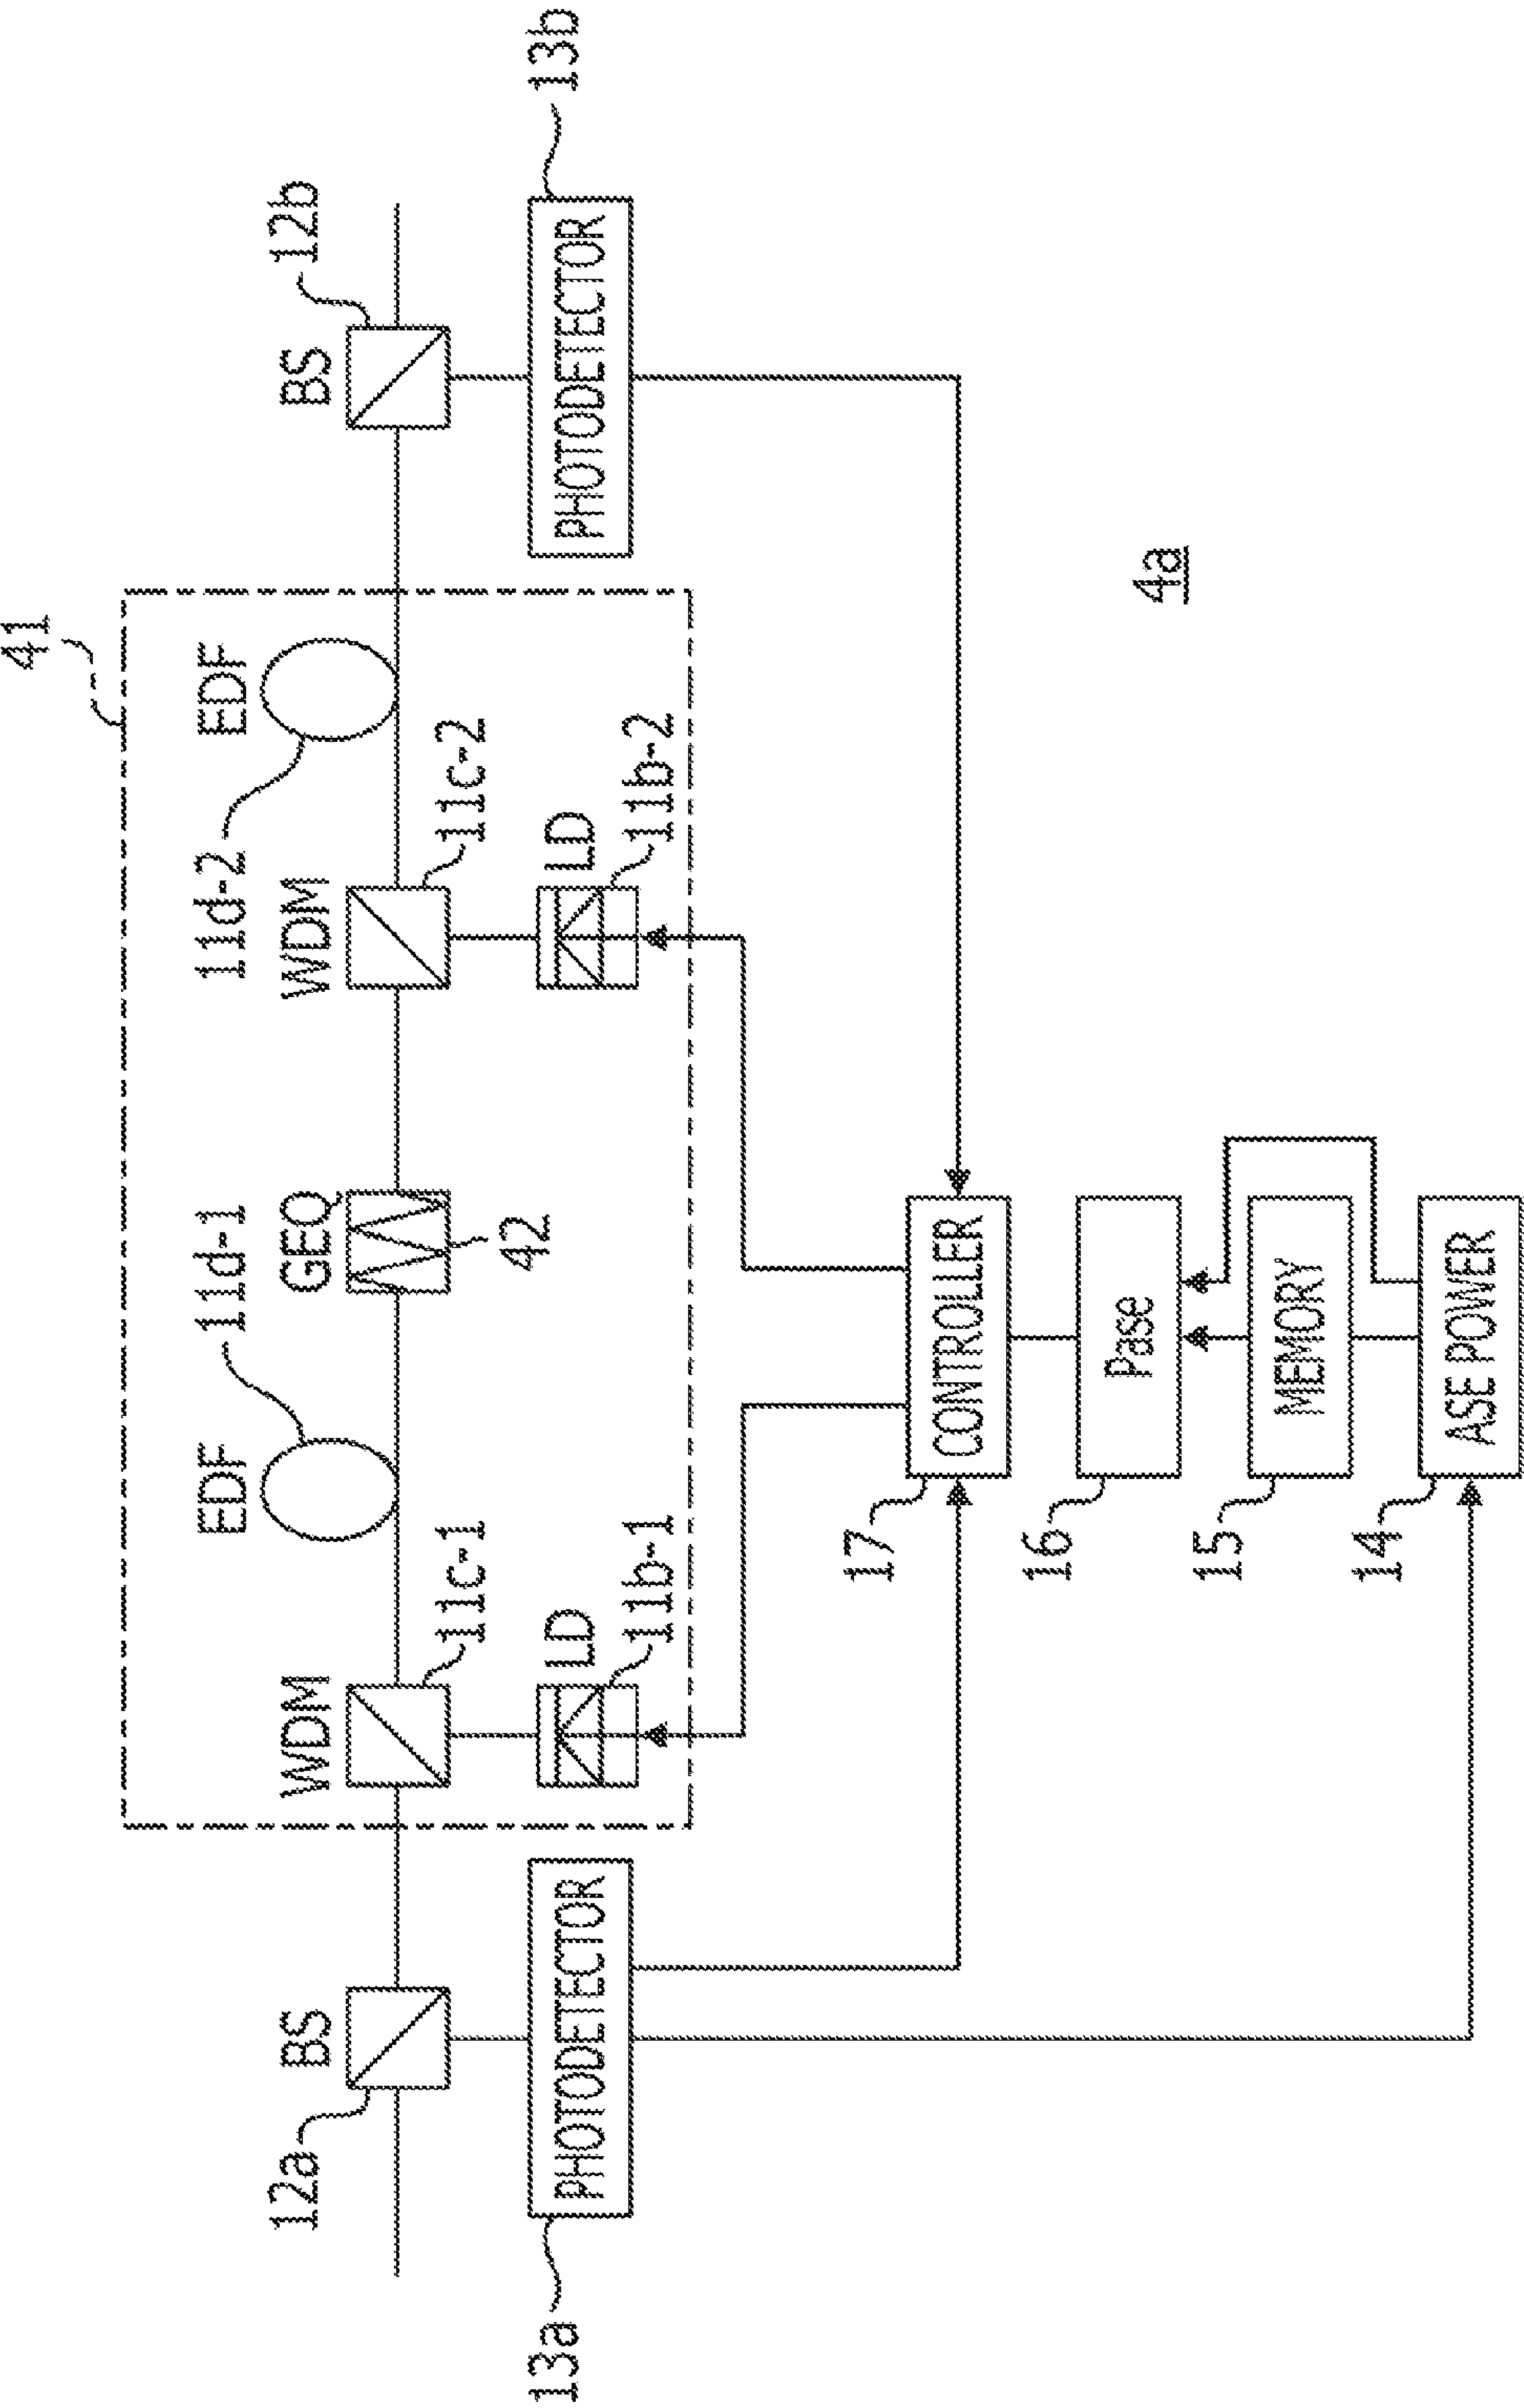 41
EDF
EDF
11d-1
11d-2
12a
BS
WDM
GEQ
WDM
BS
12b
11c-1
42
11c-2
LD
LD
13a
PHOTODETECTOR
11b-1
11b-2
PHOTODETECTOR
13b
17
CONTROLLER
16
Pase
4a
15
MEMORY
14
ASE POWER